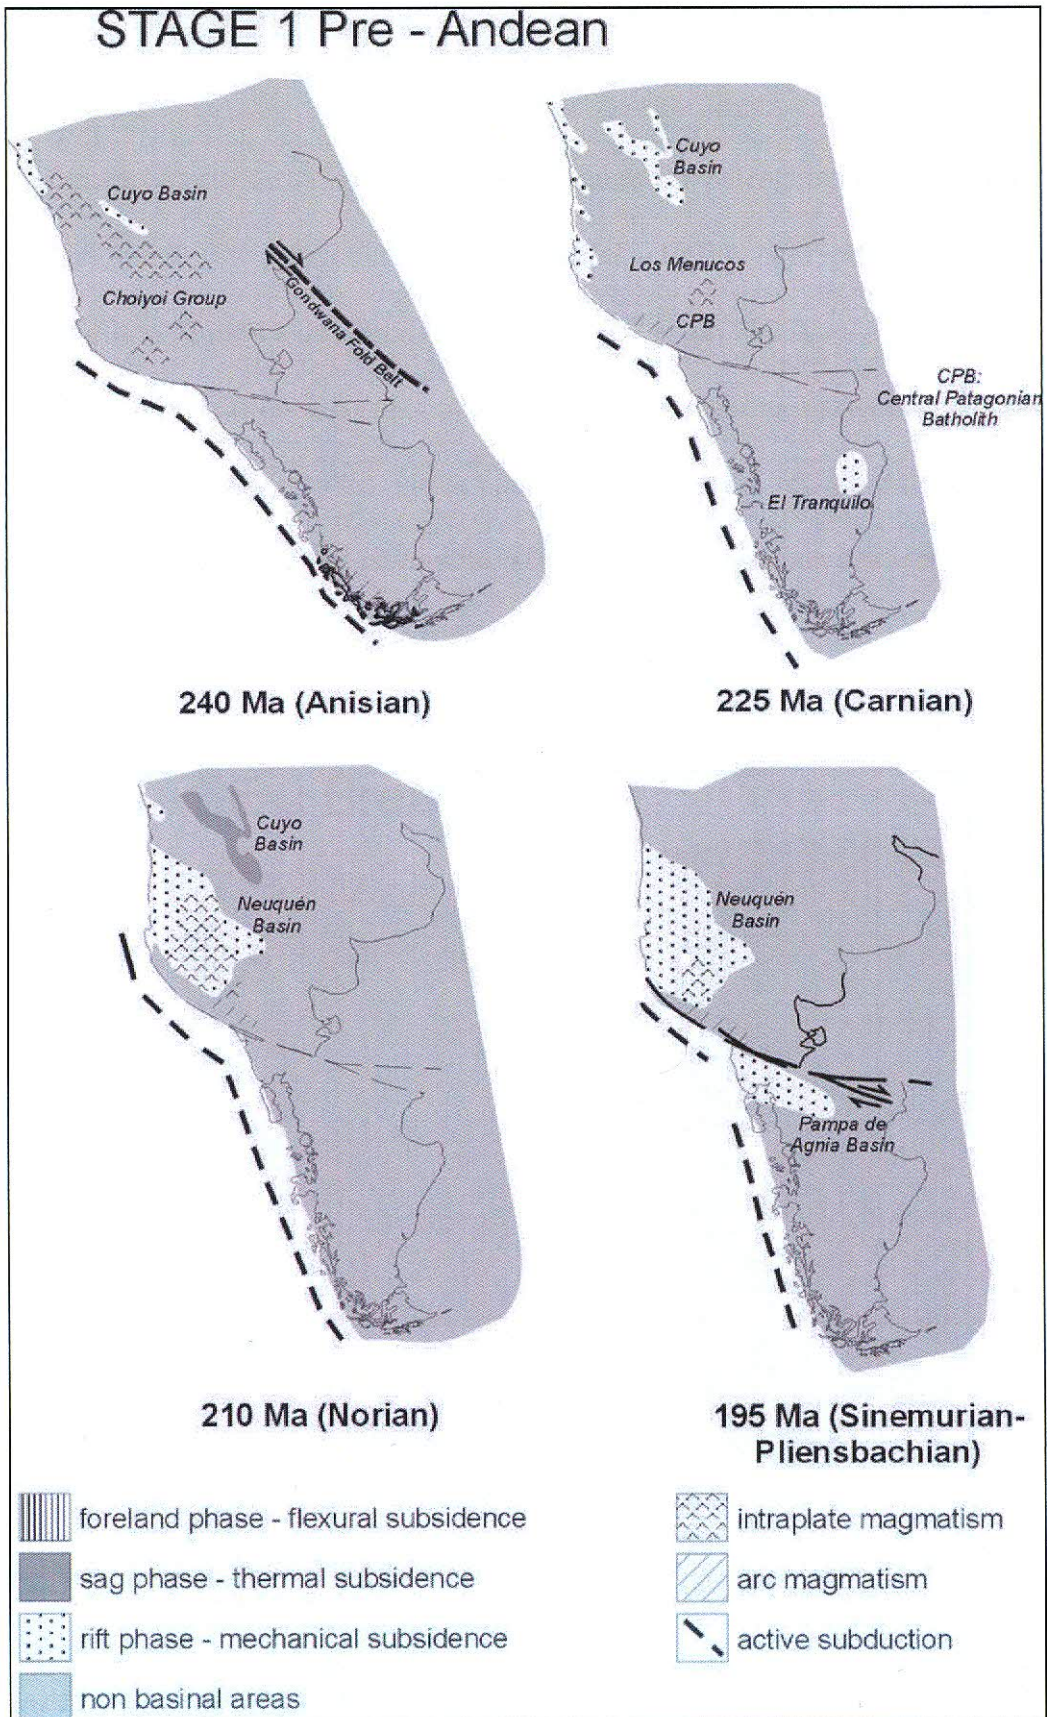 STAGE 1 Pre - Andean
Cuyo Basin
Choiyoi Group
Gondwana Fold Belt
240 Ma (Anisian)
Cuyo
Basin
Los Menucos
CPB
CPB:
Central Patagonian
Batholith
El Tranquilo
225 Ma (Carnian)
Cuyo
Basin
Neuquén
Basin
210 Ma (Norian)
Neuquén
Basin
Pampa de
Agnia Basin
195 Ma (Sinemurian-
Pliensbachian)
foreland phase - flexural subsidence
sag phase - thermal subsidence
rift phase - mechanical subsidence
non basinal areas
intraplate magmatism
arc magmatism
active subduction